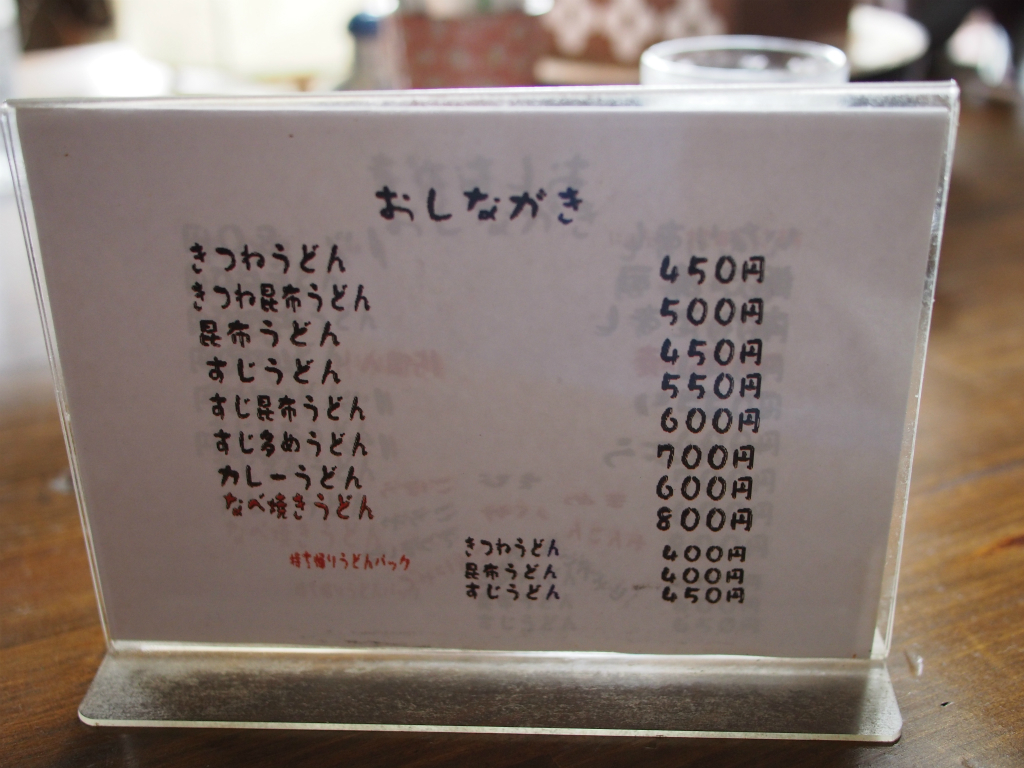 おしながき
きつねうどん 450円
きつね昆布うどん 500円
昆布うどん 450円
すじうどん 550円
すじ昆布うどん 600円
すじ多めうどん 700円
カレーうどん 600円
なべ焼きうどん 800円
持ち帰りうどんパック きつねうどん 400円
昆布うどん 400円
すじうどん 450円